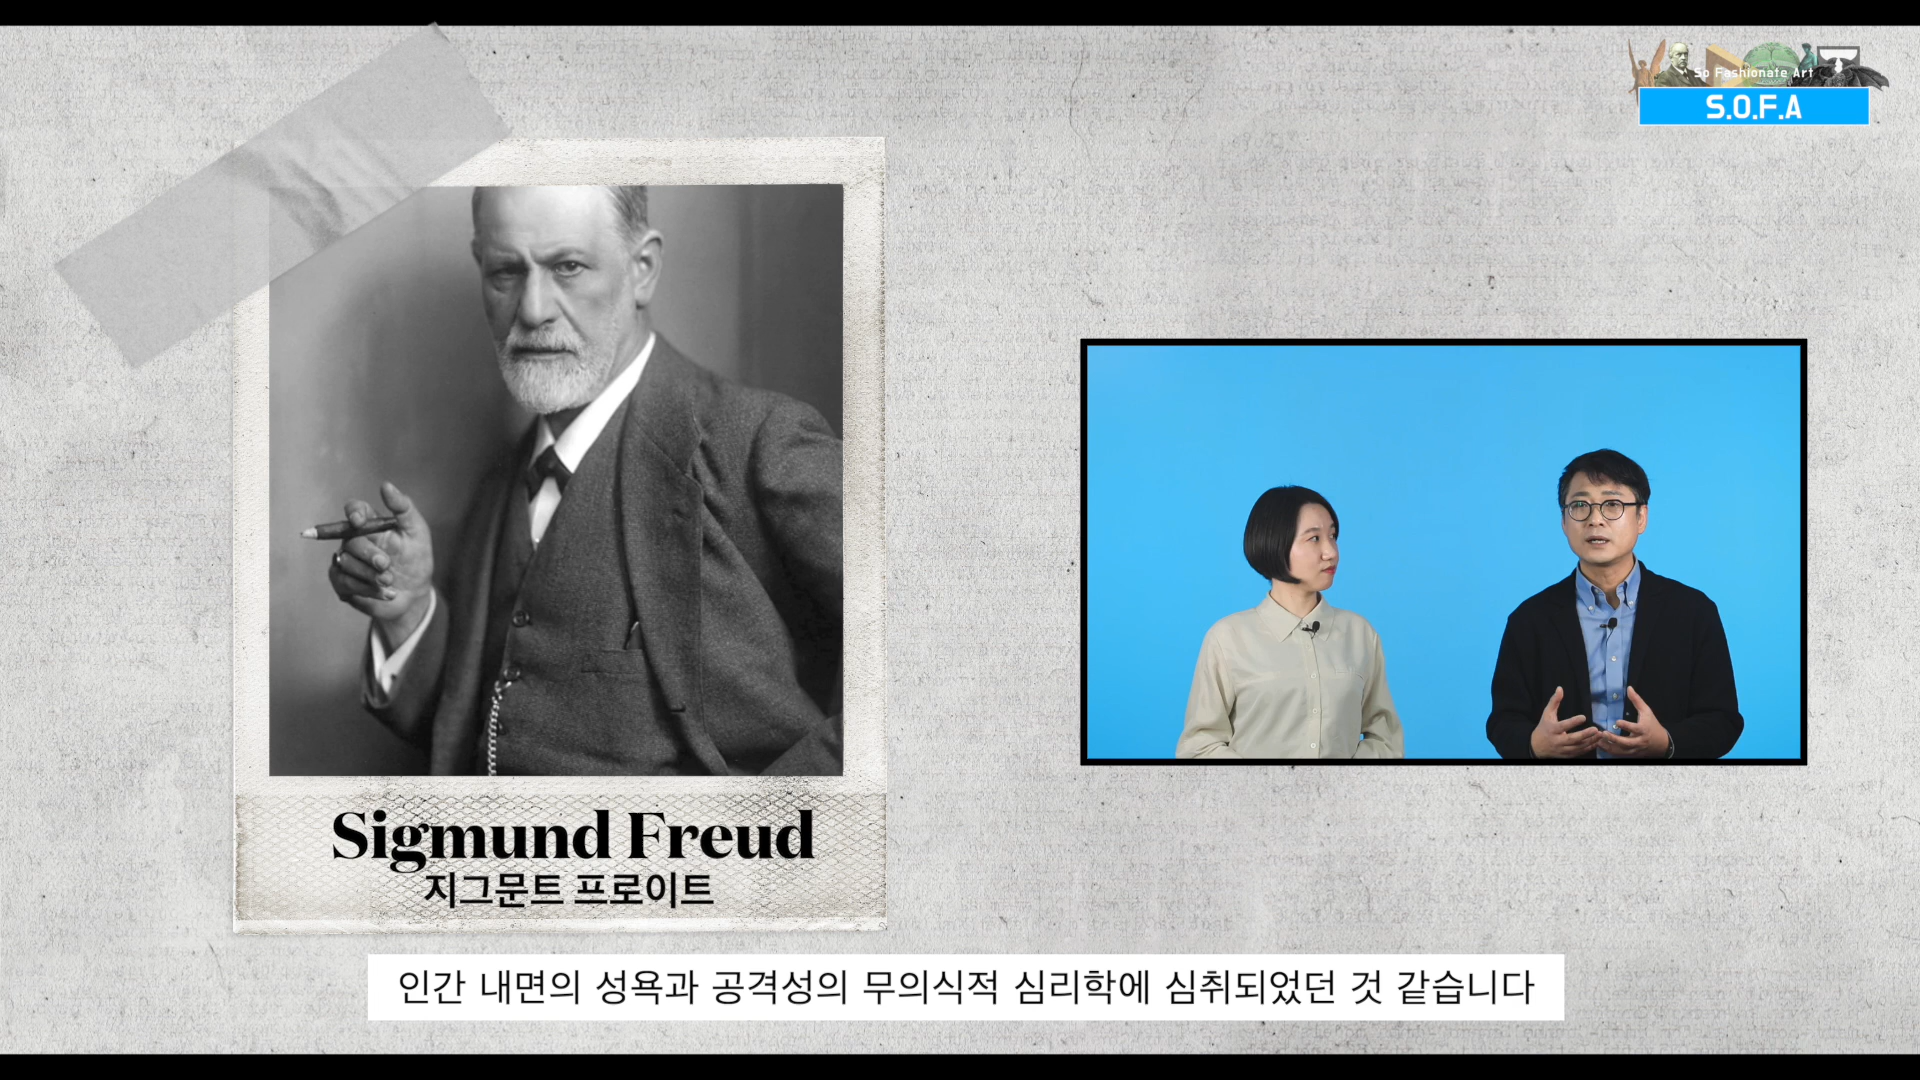 So Fashionate Art
S.O.F.A
Sigmund Freud
지그문트 프로이트
인간 내면의 성욕과 공격성의 무의식적 심리학에 심취되었던 것 같습니다